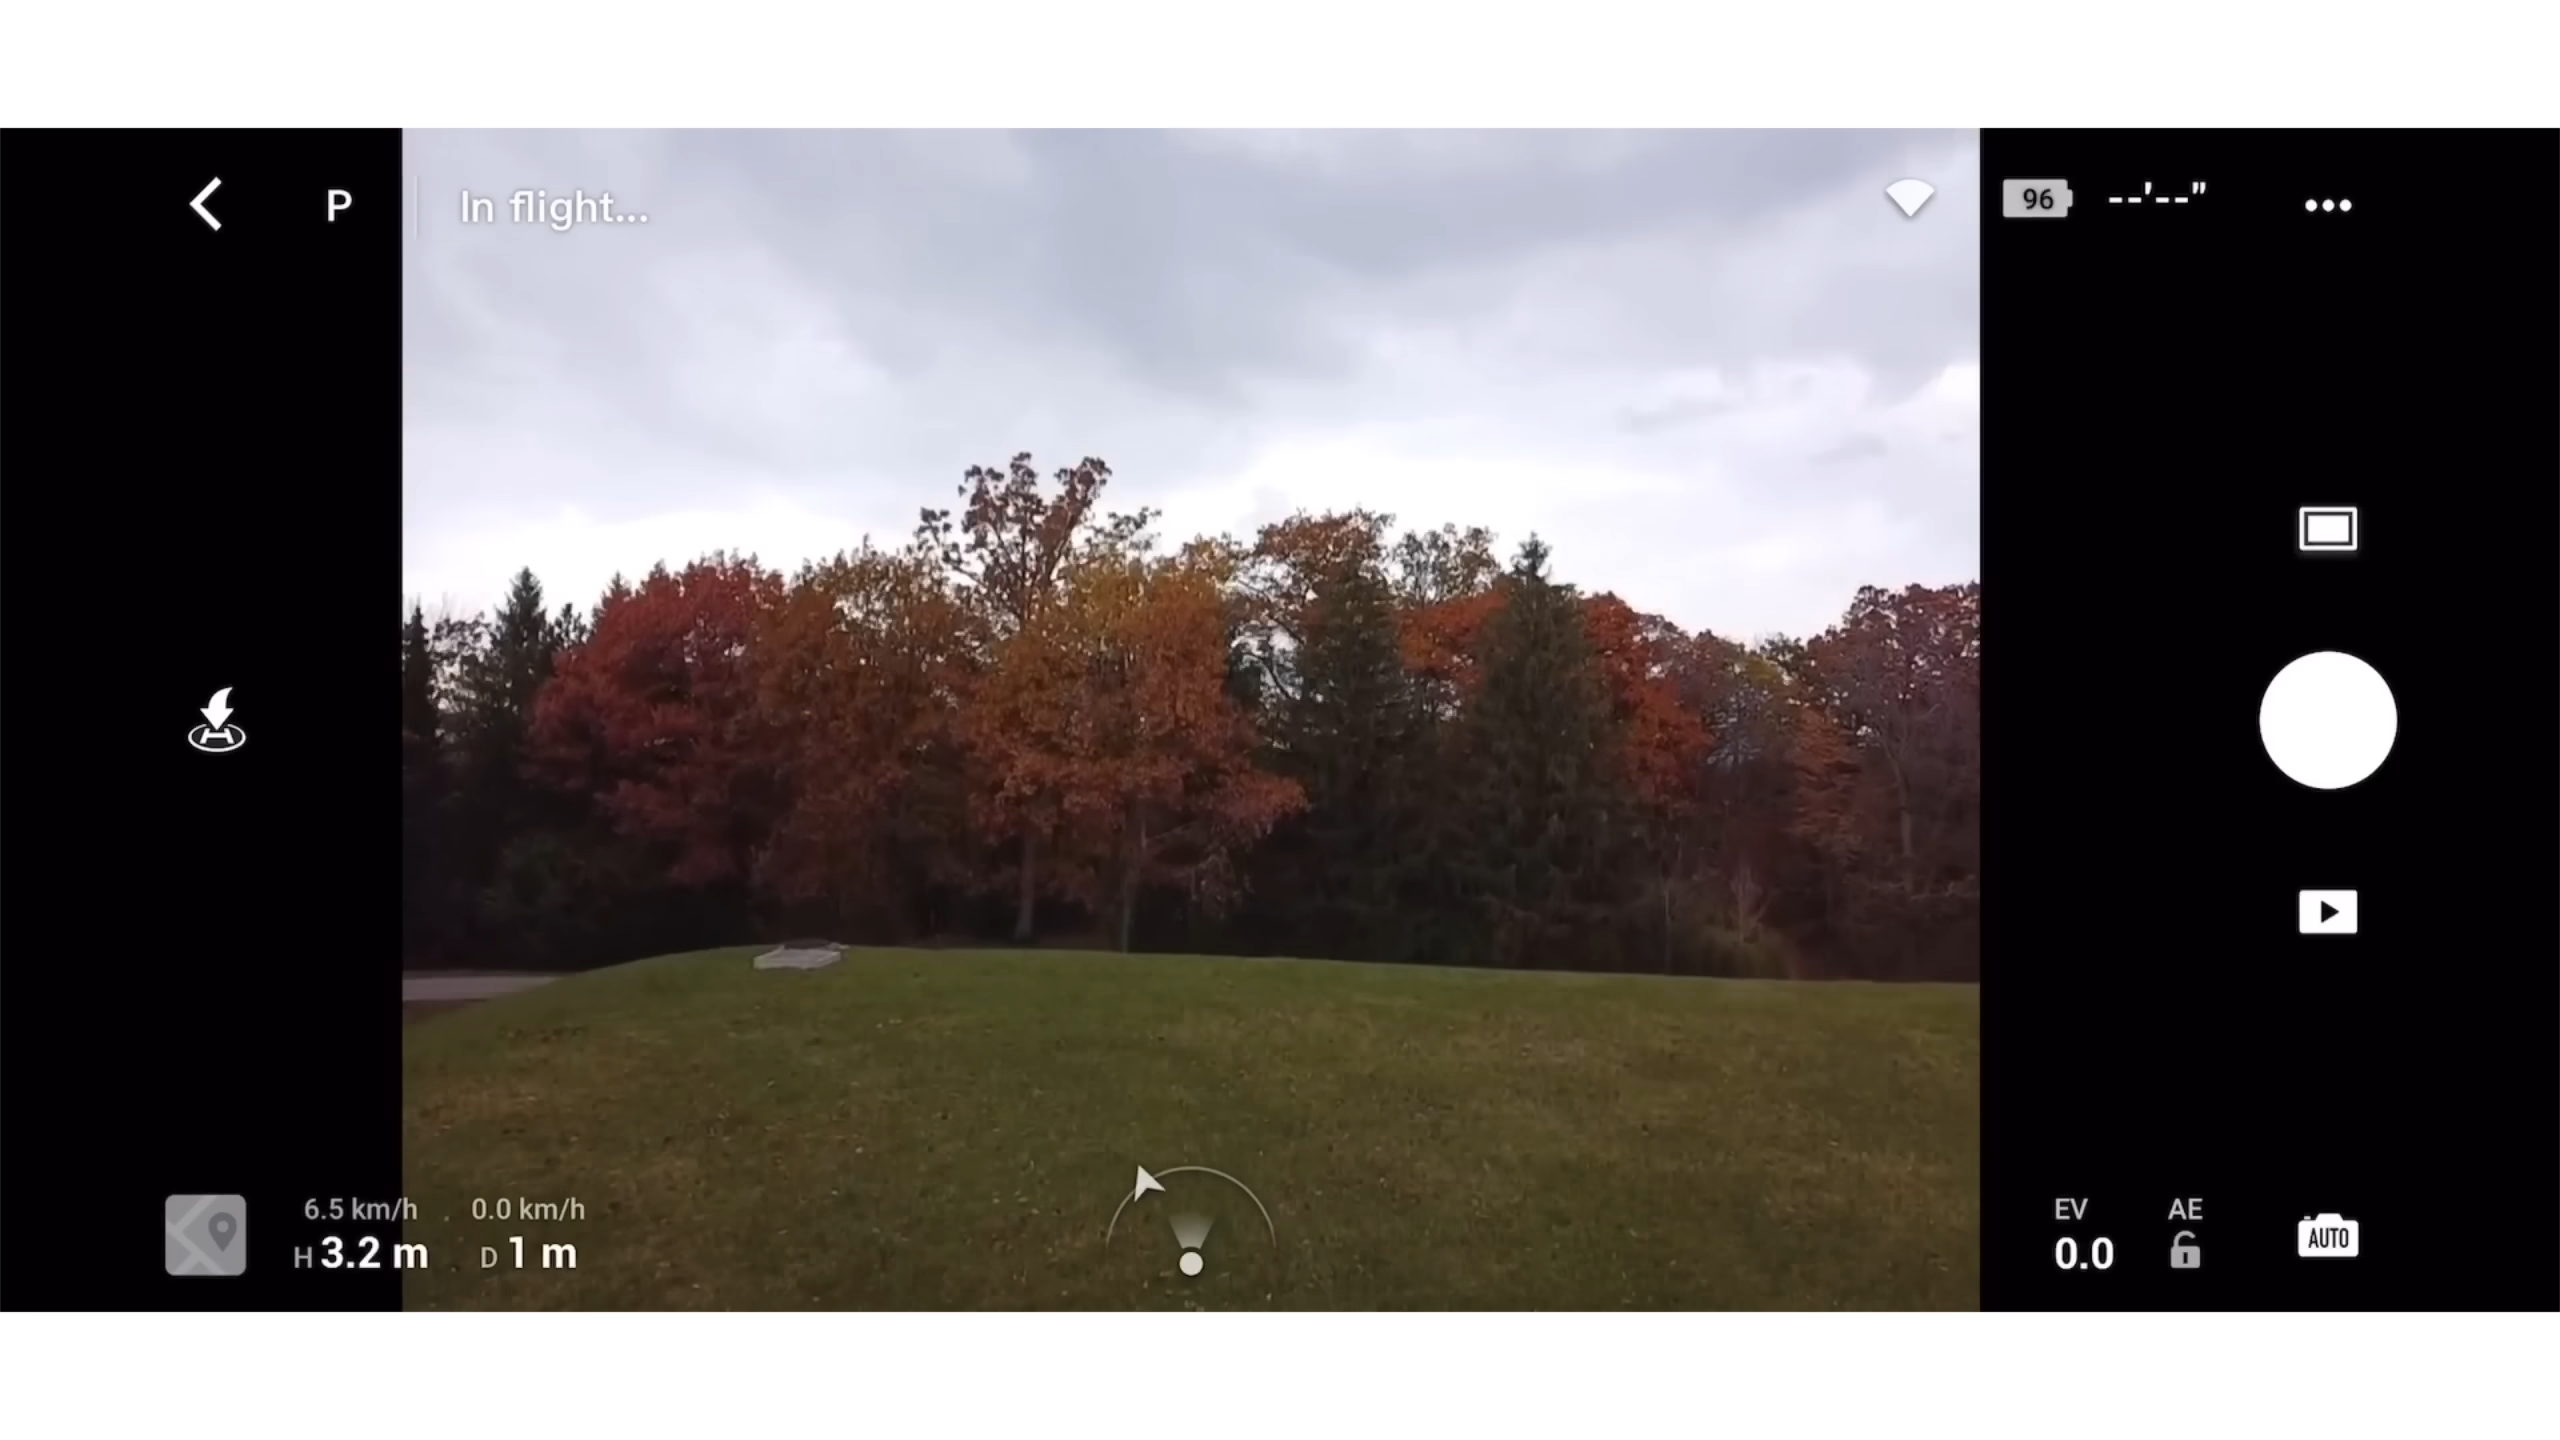 P
In flight...
96
--'--"
6.5 km/h
0.0 km/h
H 3.2 m
D 1 m
EV
0.0
AE
AUTO